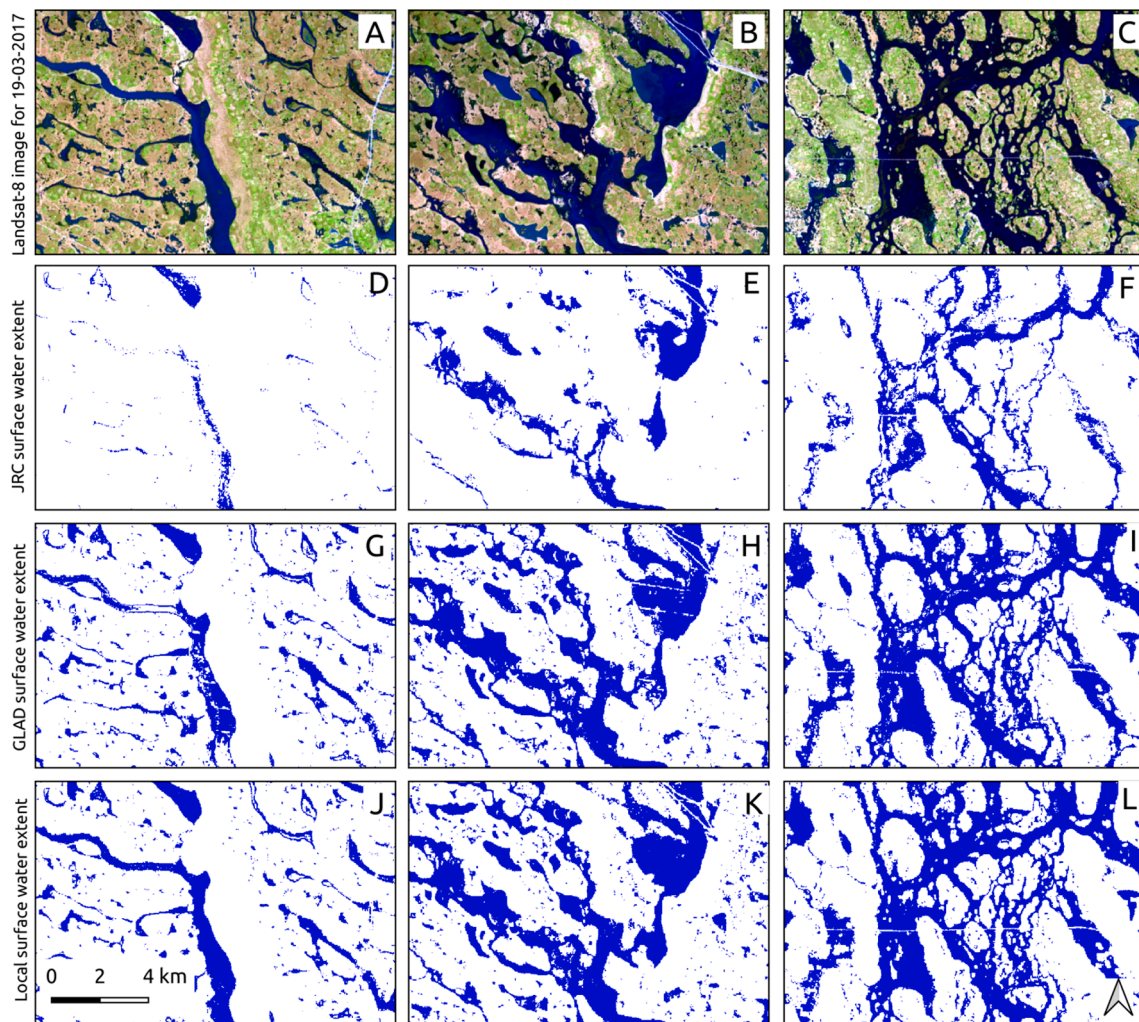 Landsat-8 image for 19-03-2017
A
B
C
JRC surface water extent
D
E
F
GLAD surface water extent
G
H
I
Local surface water extent
J
K
L
0 2 4 km